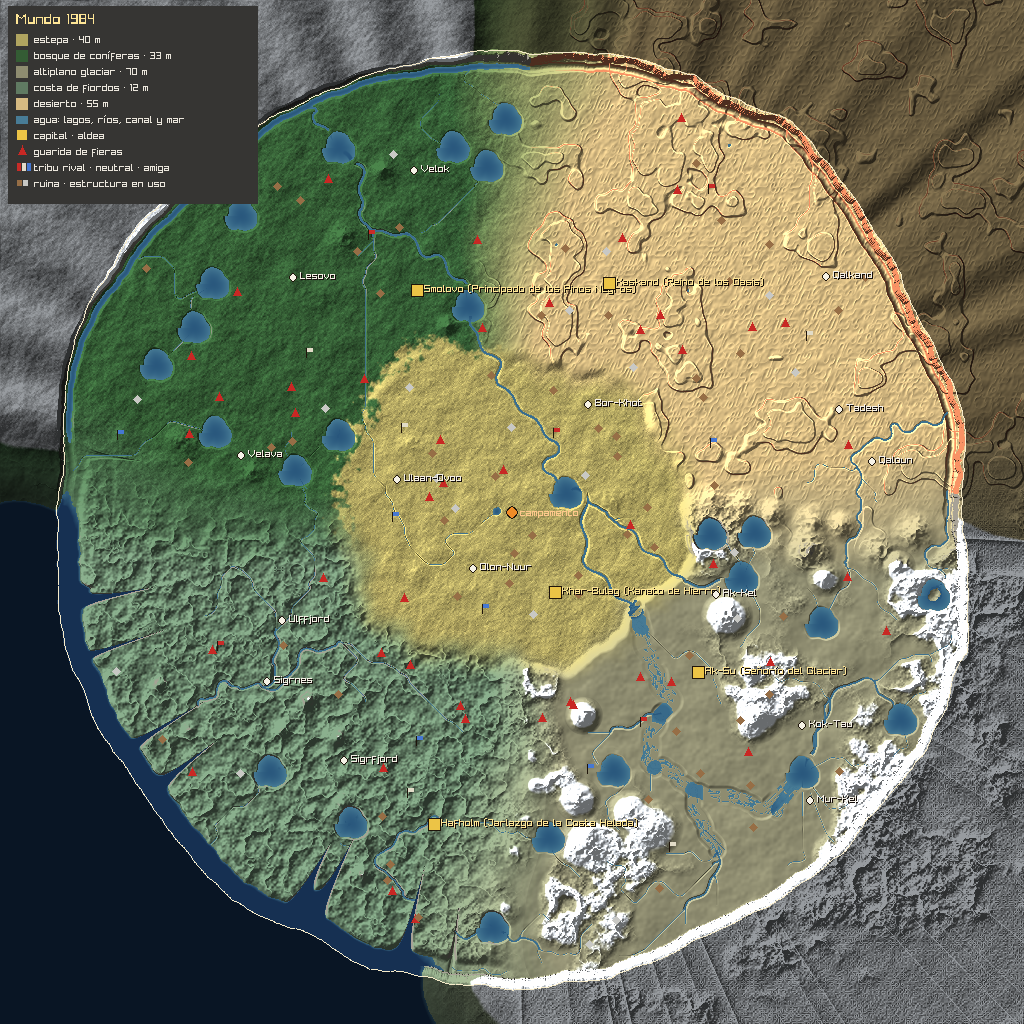 Mundo 1984
estepa · 40 m
bosque de coníferas · 33 m
altiplano glaciar · 70 m
costa de fiordos · 12 m
desierto · 55 m
agua: lagos, ríos, canal y mar
capital · aldea
guarida de fieras
tribu rival · neutral · amiga
ruina · estructura en uso
Velok
Lesovo
Qalkand
Smolovo (Principado de los Pinos Negros)
Kaskand (Reino de los Oasis)
Bor-Khot
Tadesh
Velava
Qaloun
Ulaan-Ovoo
campamento
Olon-Nuur
Khar-Bulag (Kanato de Hierro)
Ak-Kel
Ulffjord
Sigrnes
Ak-Su (Señorío del Glaciar)
Kok-Tau
Sigrfjord
Mur-Kel
Hafholm (Jarlazgo de la Costa Helada)